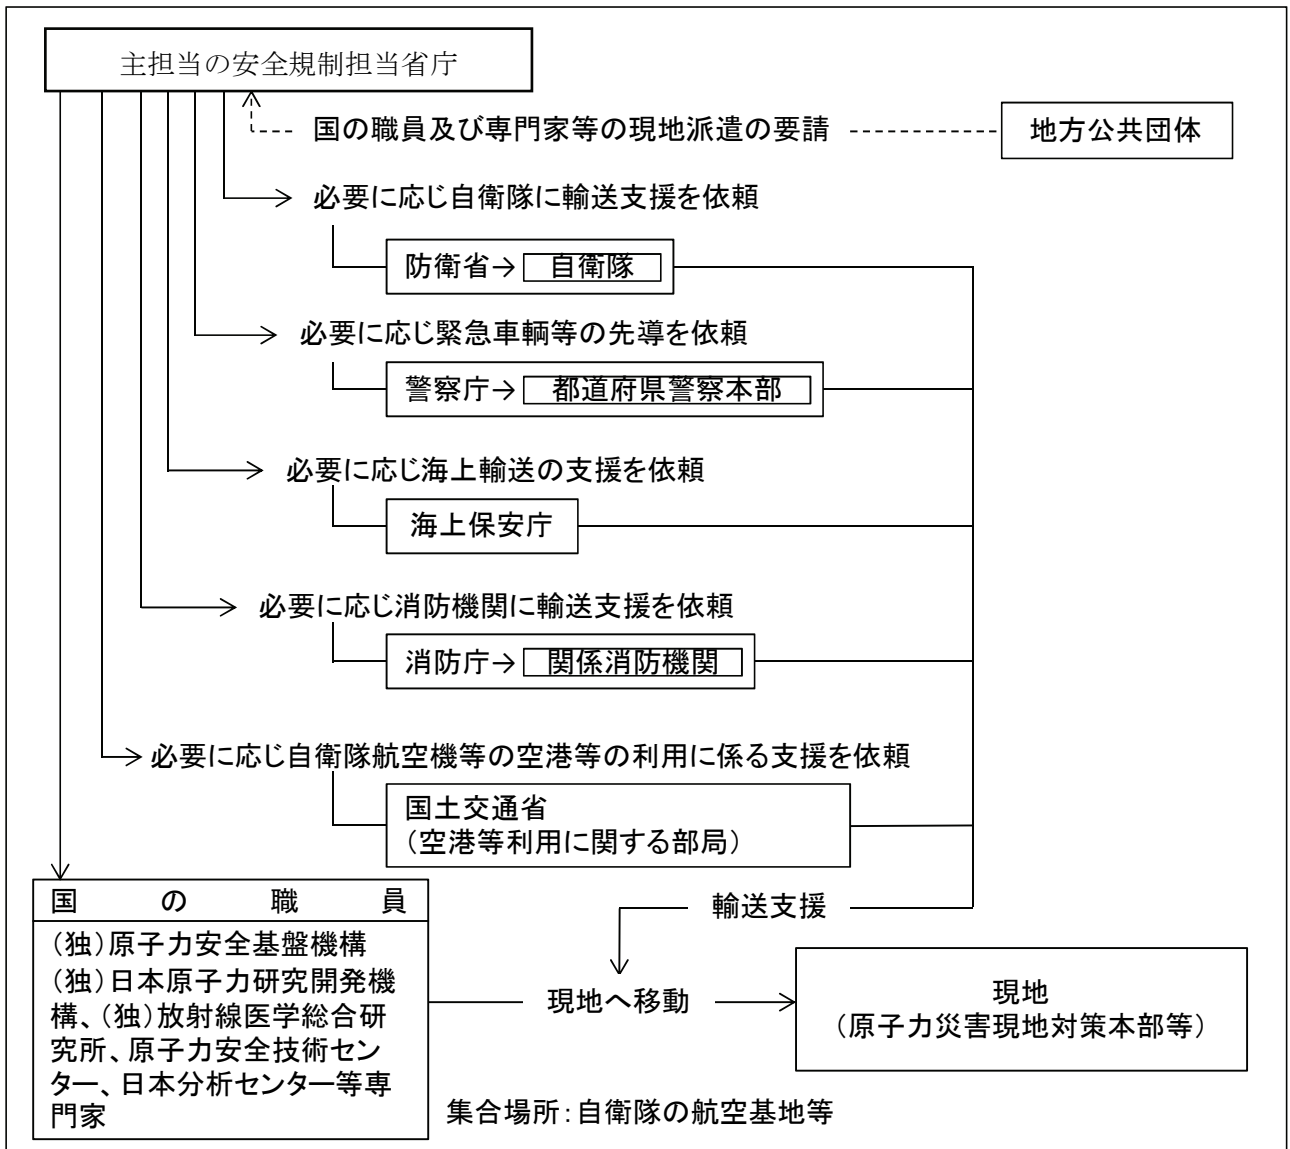 主担当の安全規制担当省庁
国の職員及び専門家等の現地派遣の要請
地方公共団体
必要に応じ自衛隊に輸送支援を依頼
防衛省→ 自衛隊
必要に応じ緊急車輌等の先導を依頼
警察庁→ 都道府県警察本部
必要に応じ海上輸送の支援を依頼
海上保安庁
必要に応じ消防機関に輸送支援を依頼
消防庁→ 関係消防機関
必要に応じ自衛隊航空機等の空港等の利用に係る支援を依頼
国土交通省
（空港等利用に関する部局）
国の職員
（独）原子力安全基盤機構
（独）日本原子力研究開発機
構、（独）放射線医学総合研
究所、原子力安全技術セン
ター、日本分析センター等専
門家
輸送支援
現地へ移動
現地
（原子力災害現地対策本部等）
集合場所：自衛隊の航空基地等